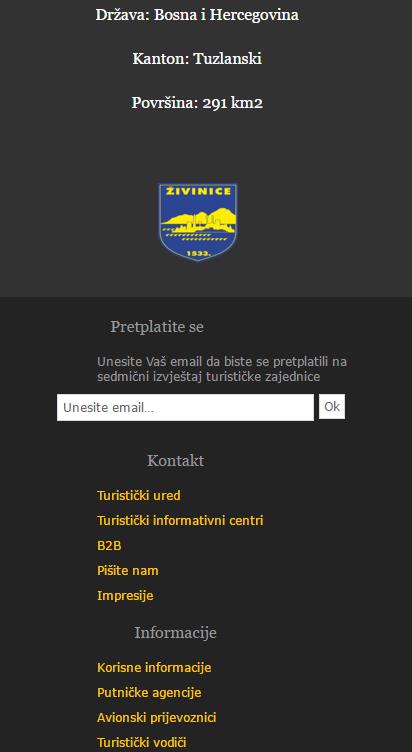 Država: Bosna i Hercegovina
Kanton: Tuzlanski
Površina: 291 km2
ŽIVINICE
1533.
Pretplatite se
Unesite Vaš email da biste se pretplatili na
sedmični izvještaj turističke zajednice
Unesite email... Ok
Kontakt
Turistički ured
Turistički informativni centri
B2B
Pišite nam
Impresije
Informacije
Korisne informacije
Putničke agencije
Avionski prijevoznici
Turistički vodiči